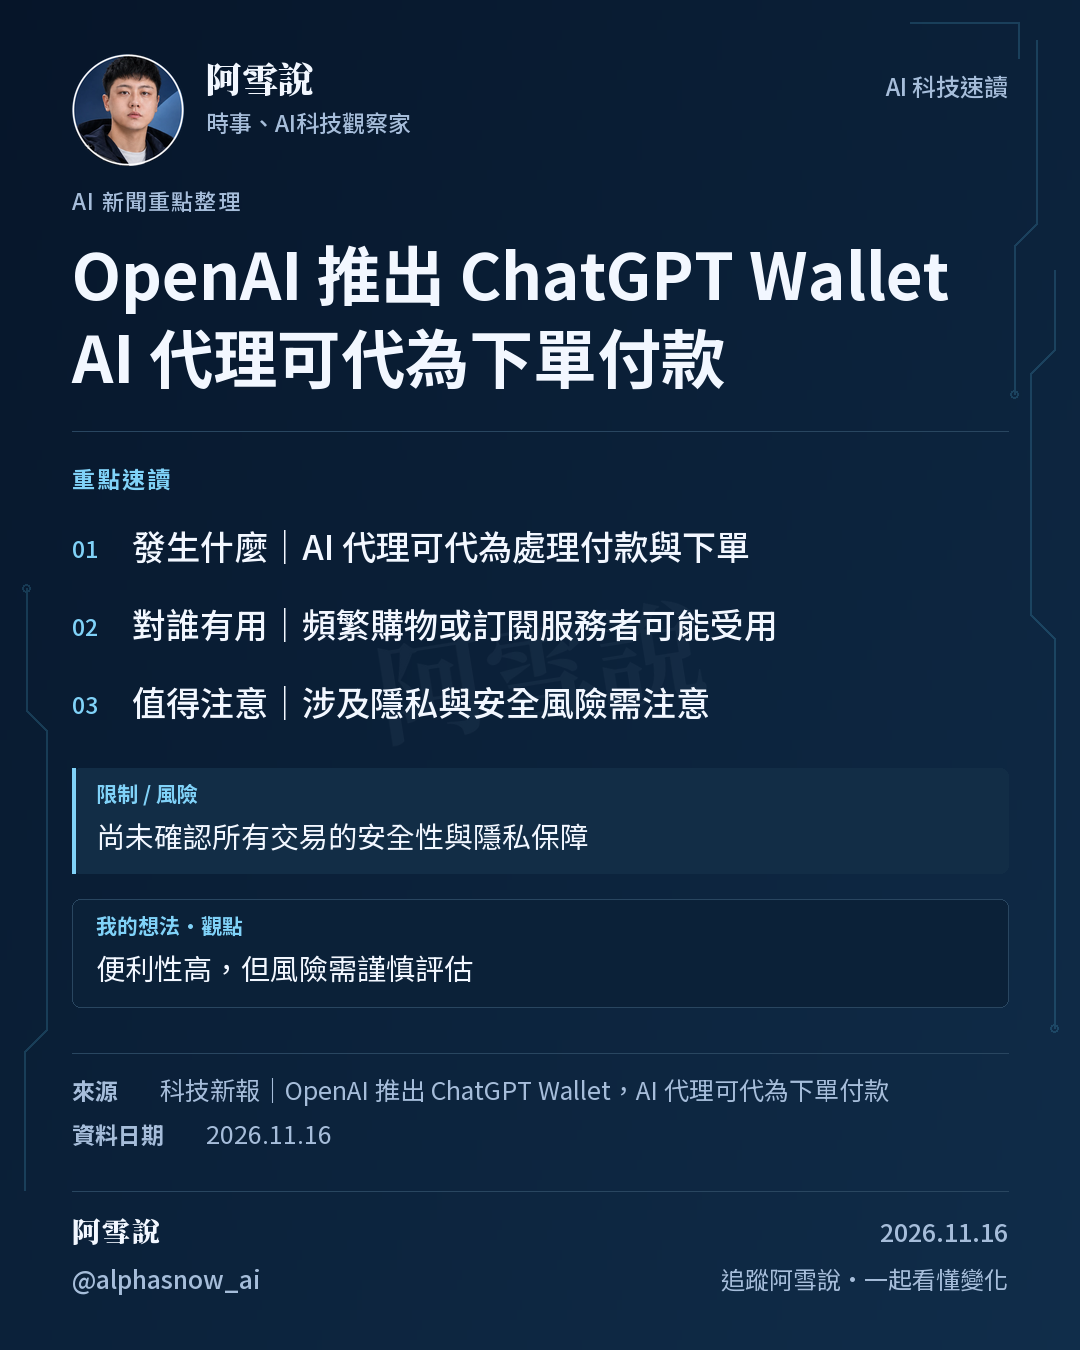 阿雪說
時事、AI科技觀察家
AI 科技速讀
AI 新聞重點整理
OpenAI 推出 ChatGPT Wallet
AI 代理可代為下單付款
重點速讀
01 發生什麼｜AI 代理可代為處理付款與下單
02 對誰有用｜頻繁購物或訂閱服務者可能受用
03 值得注意｜涉及隱私與安全風險需注意
阿雪說
限制 / 風險
尚未確認所有交易的安全性與隱私保障
我的想法・觀點
便利性高，但風險需謹慎評估
來源 科技新報｜OpenAI 推出 ChatGPT Wallet，AI 代理可代為下單付款
資料日期 2026.11.16
阿雪說
2026.11.16
@alphasnow_ai
追蹤阿雪說・一起看懂變化